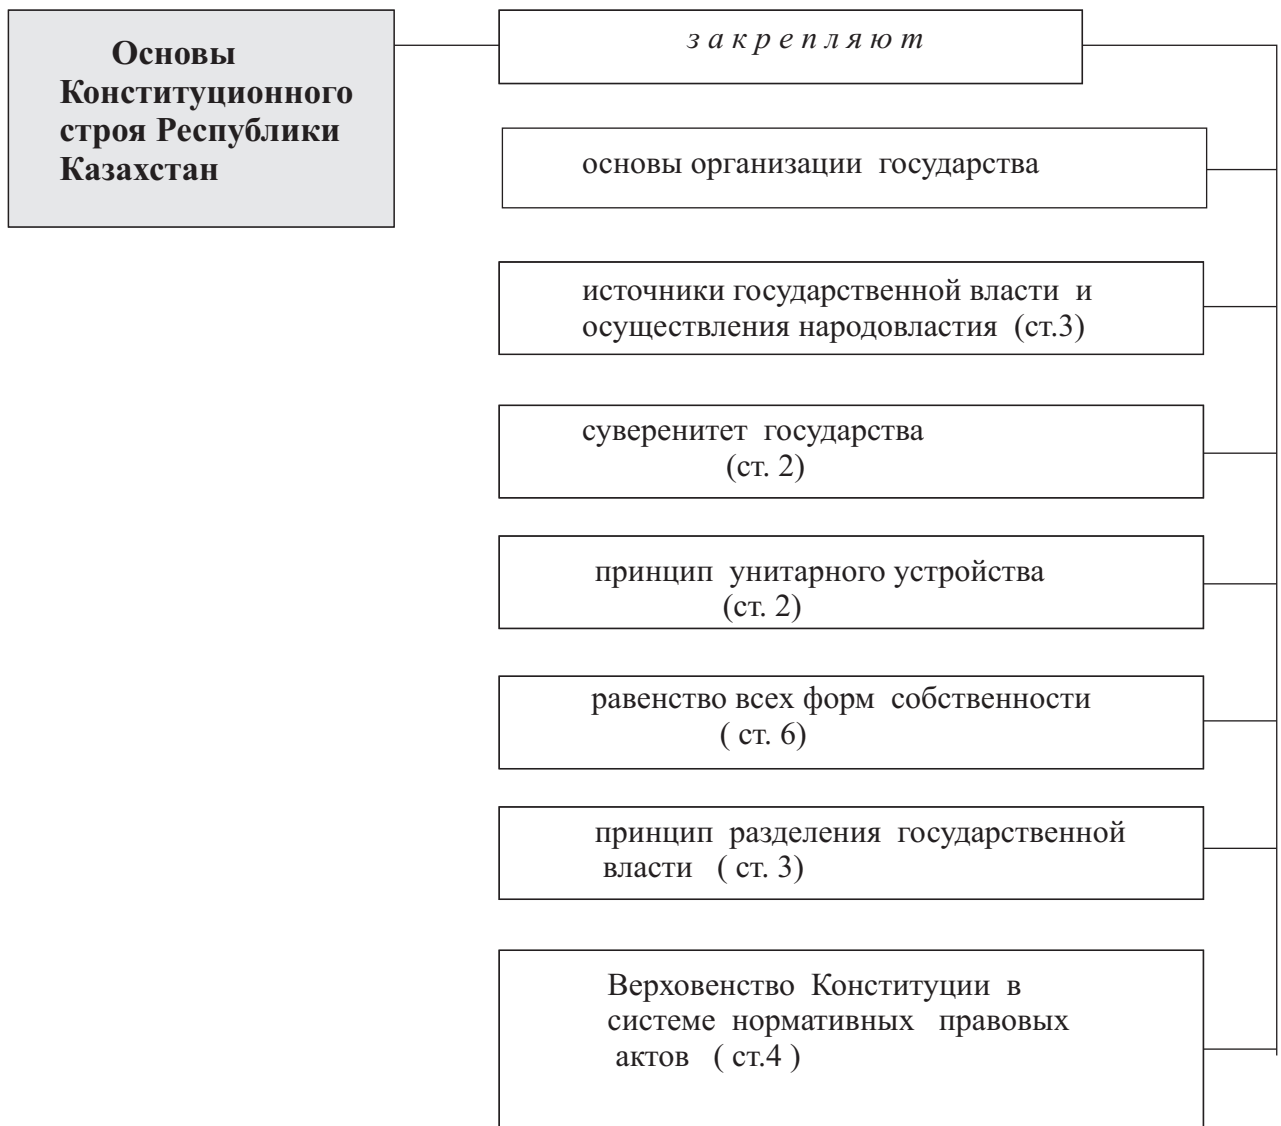 Основы
Конституционного
строя Республики
Казахстан
з а к р е п л я ю т
основы организации государства
источники государственной власти и
осуществления народовластия (ст.3)
суверенитет государства
(ст. 2)
принцип унитарного устройства
(ст. 2)
равенство всех форм собственности
( ст. 6)
принцип разделения государственной
власти ( ст. 3)
Верховенство Конституции в
системе нормативных правовых
актов ( ст.4 )